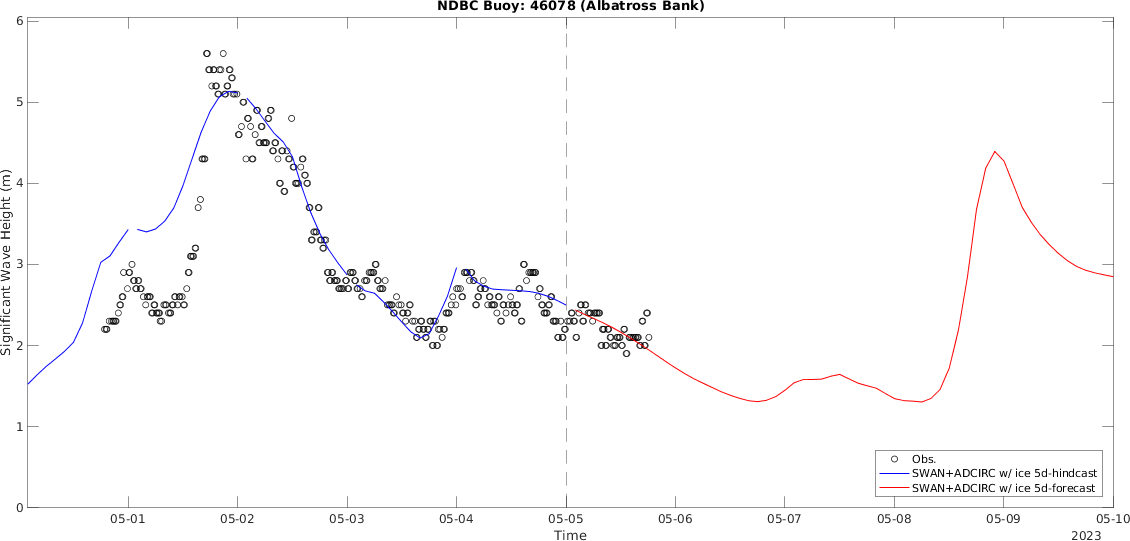 NDBC Buoy: 46078 (Albatross Bank)
6
5
4
3
2
1
0
Significant Wave Height (m)
Obs.
SWAN+ADCIRC w/ ice 5d-hindcast
SWAN+ADCIRC w/ ice 5d-forecast
05-01 05-02 05-03 05-04 05-05 05-06 05-07 05-08 05-09 05-10
Time 2023